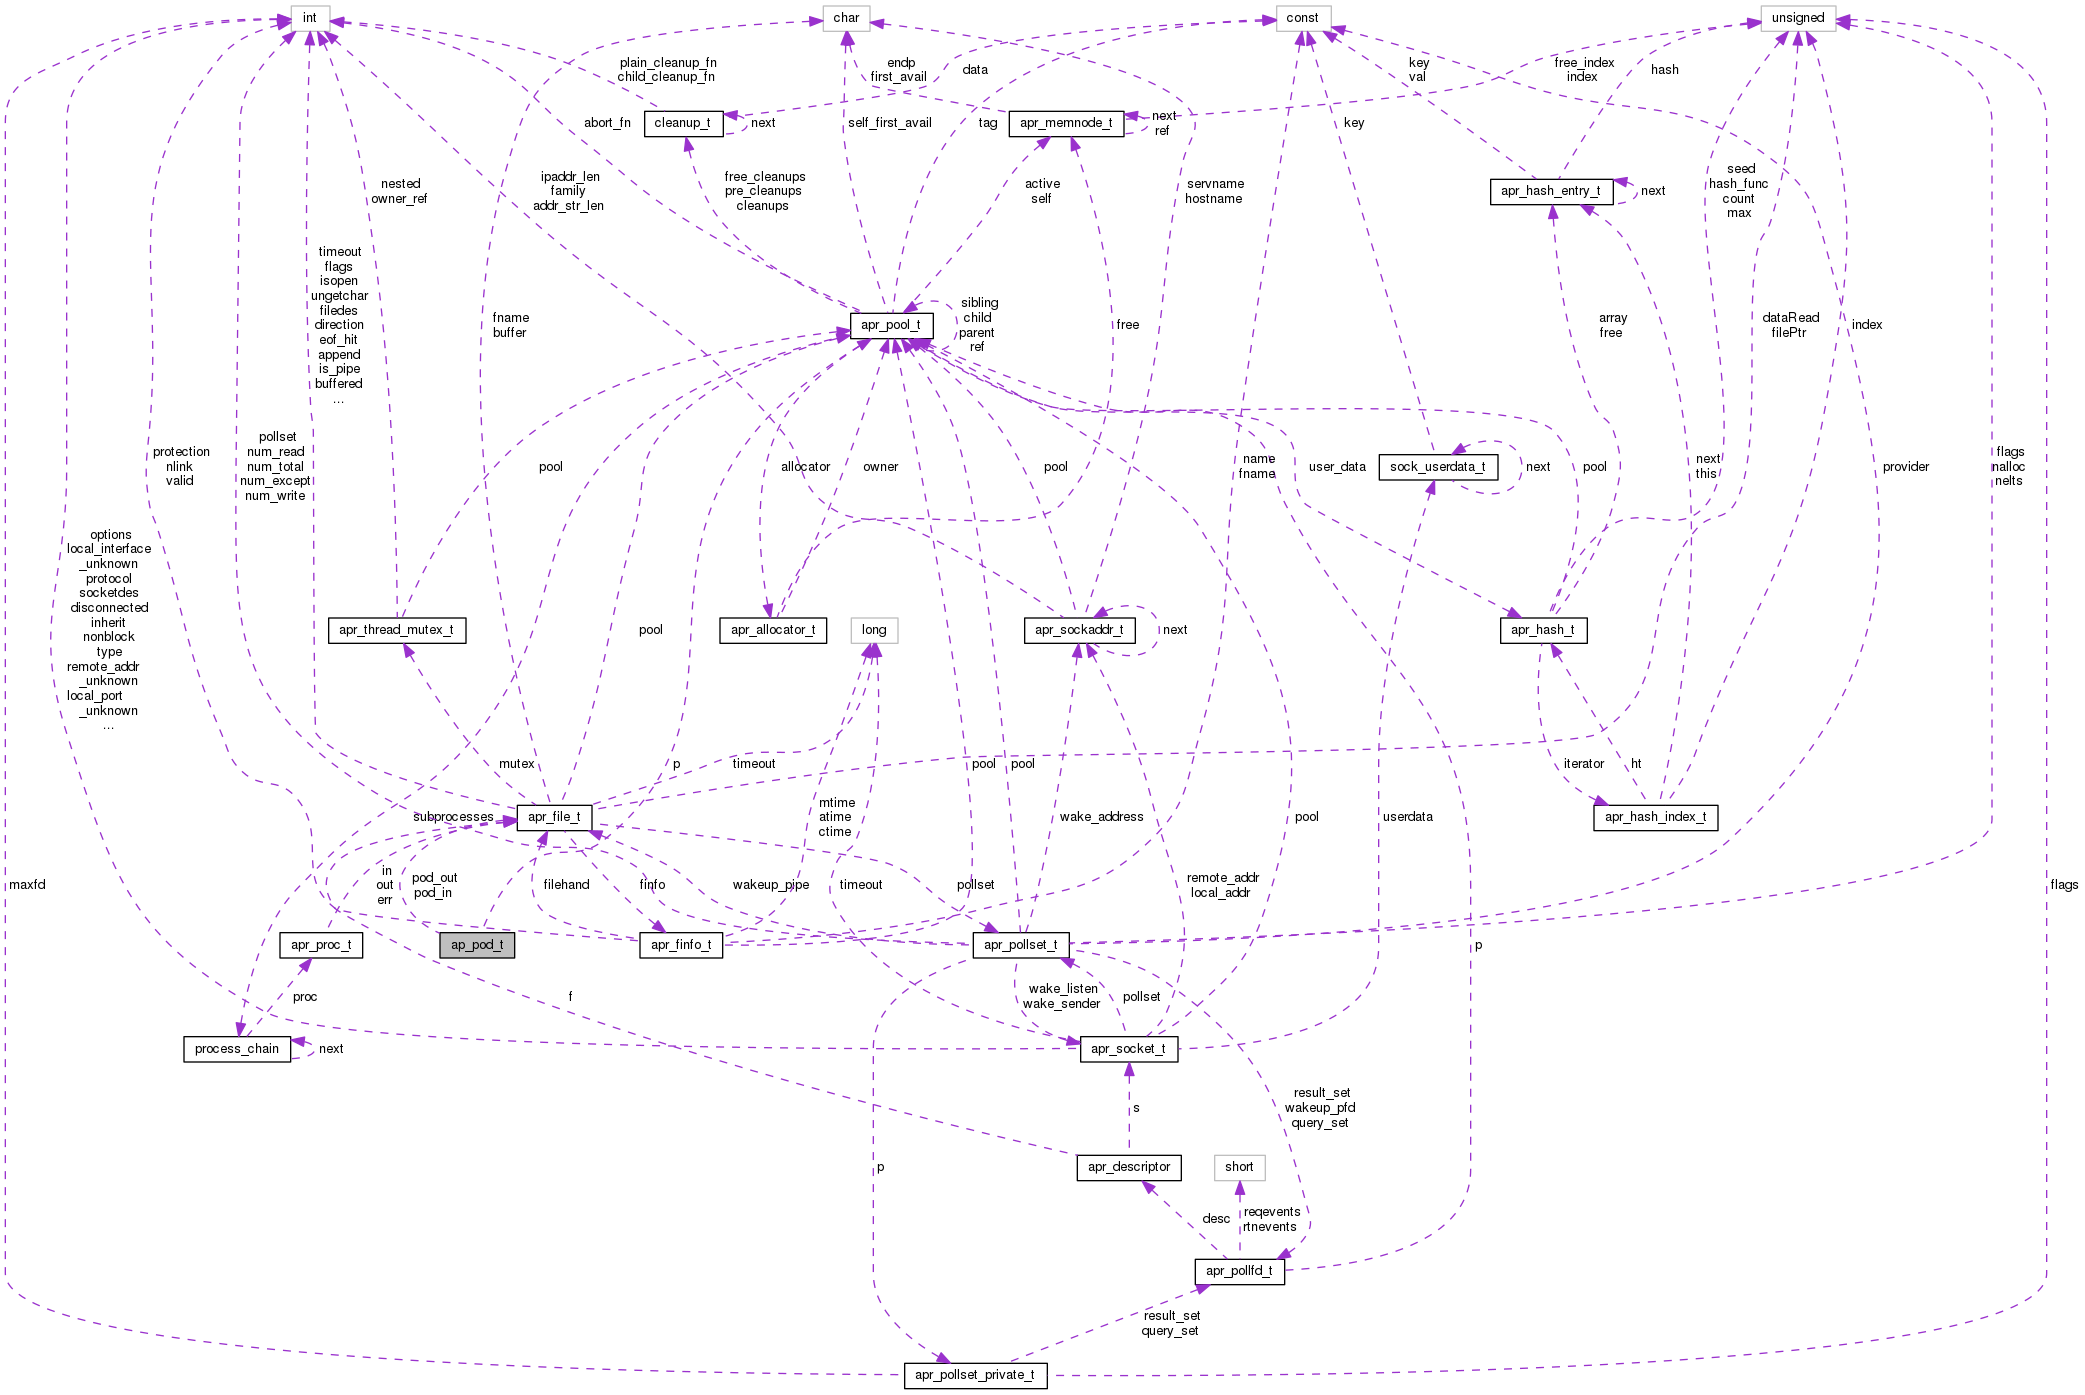 int
char
const
unsigned
plain_cleanup_fn
child_cleanup_fn
endp
first_avail
data
key
val
free_index
index
hash
cleanup_t
next
apr_memnode_t
next
ref
abort_fn
self_first_avail
tag
key
ipaddr_len
family
addr_str_len
nested
owner_ref
free_cleanups
pre_cleanups
cleanups
active
self
servname
hostname
apr_hash_entry_t
next
seed
hash_func
count
max
timeout
flags
isopen
ungetchar
filedes
direction
eof_hit
append
is_pipe
buffered
...
fname
buffer
apr_pool_t
sibling
child
parent
ref
free
array
free
dataRead
filePtr
index
protection
nlink
valid
pollset
num_read
num_total
num_except
num_write
pool
allocator
owner
pool
name
fname
user_data
sock_userdata_t
next
pool
next
this
provider
flags
nalloc
nelts
options
local_interface
_unknown
protocol
socketdes
disconnected
inherit
nonblock
type
remote_addr
_unknown
local_port
_unknown
...
apr_thread_mutex_t
pool
apr_allocator_t
long
apr_sockaddr_t
next
apr_hash_t
mutex
p
timeout
pool
pool
iterator
ht
subprocesses
apr_file_t
mtime
atime
ctime
wake_address
pool
userdata
apr_hash_index_t
maxfd
in
out
err
pod_out
pod_in
filehand
finfo
wakeup_pipe
timeout
pollset
remote_addr
local_addr
flags
apr_proc_t
ap_pod_t
apr_finfo_t
apr_pollset_t
p
proc
f
wake_listen
wake_sender
pollset
process_chain
next
apr_socket_t
s
result_set
wakeup_pfd
query_set
p
apr_descriptor
short
desc
reqevents
rtnevents
apr_pollfd_t
result_set
query_set
apr_pollset_private_t